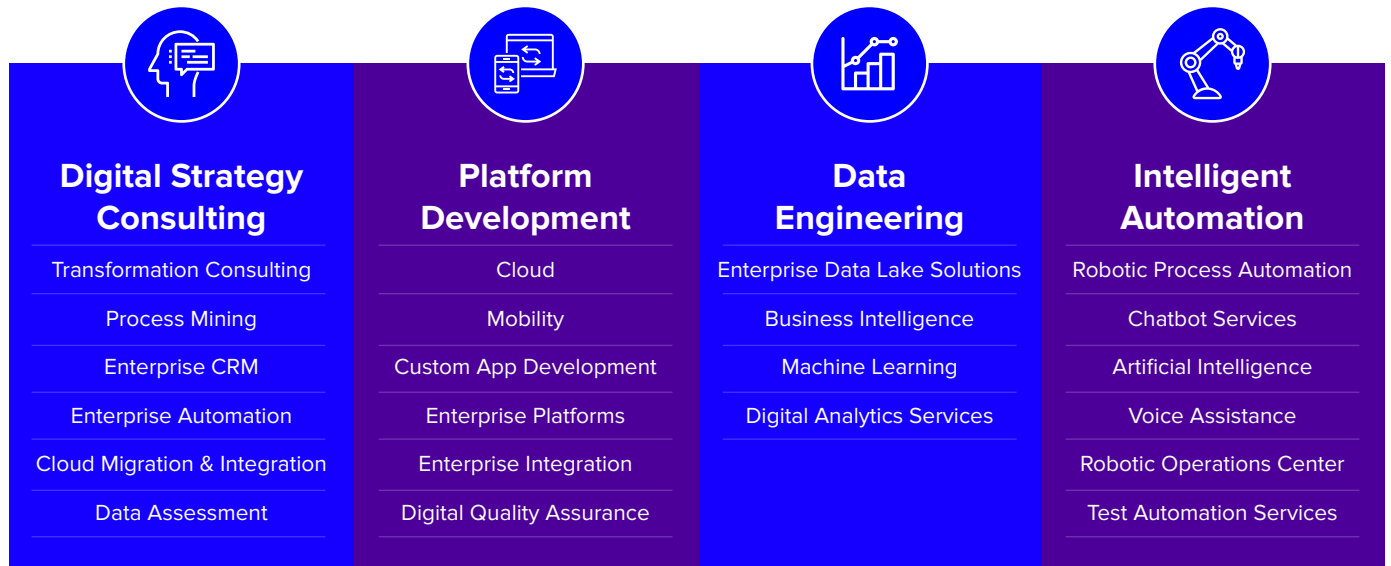 Digital Strategy
Consulting
Transformation Consulting
Process Mining
Enterprise CRM
Enterprise Automation
Cloud Migration & Integration
Data Assessment
Platform
Development
Cloud
Mobility
Custom App Development
Enterprise Platforms
Enterprise Integration
Digital Quality Assurance
Data
Engineering
Enterprise Data Lake Solutions
Business Intelligence
Machine Learning
Digital Analytics Services
Intelligent
Automation
Robotic Process Automation
Chatbot Services
Artificial Intelligence
Voice Assistance
Robotic Operations Center
Test Automation Services